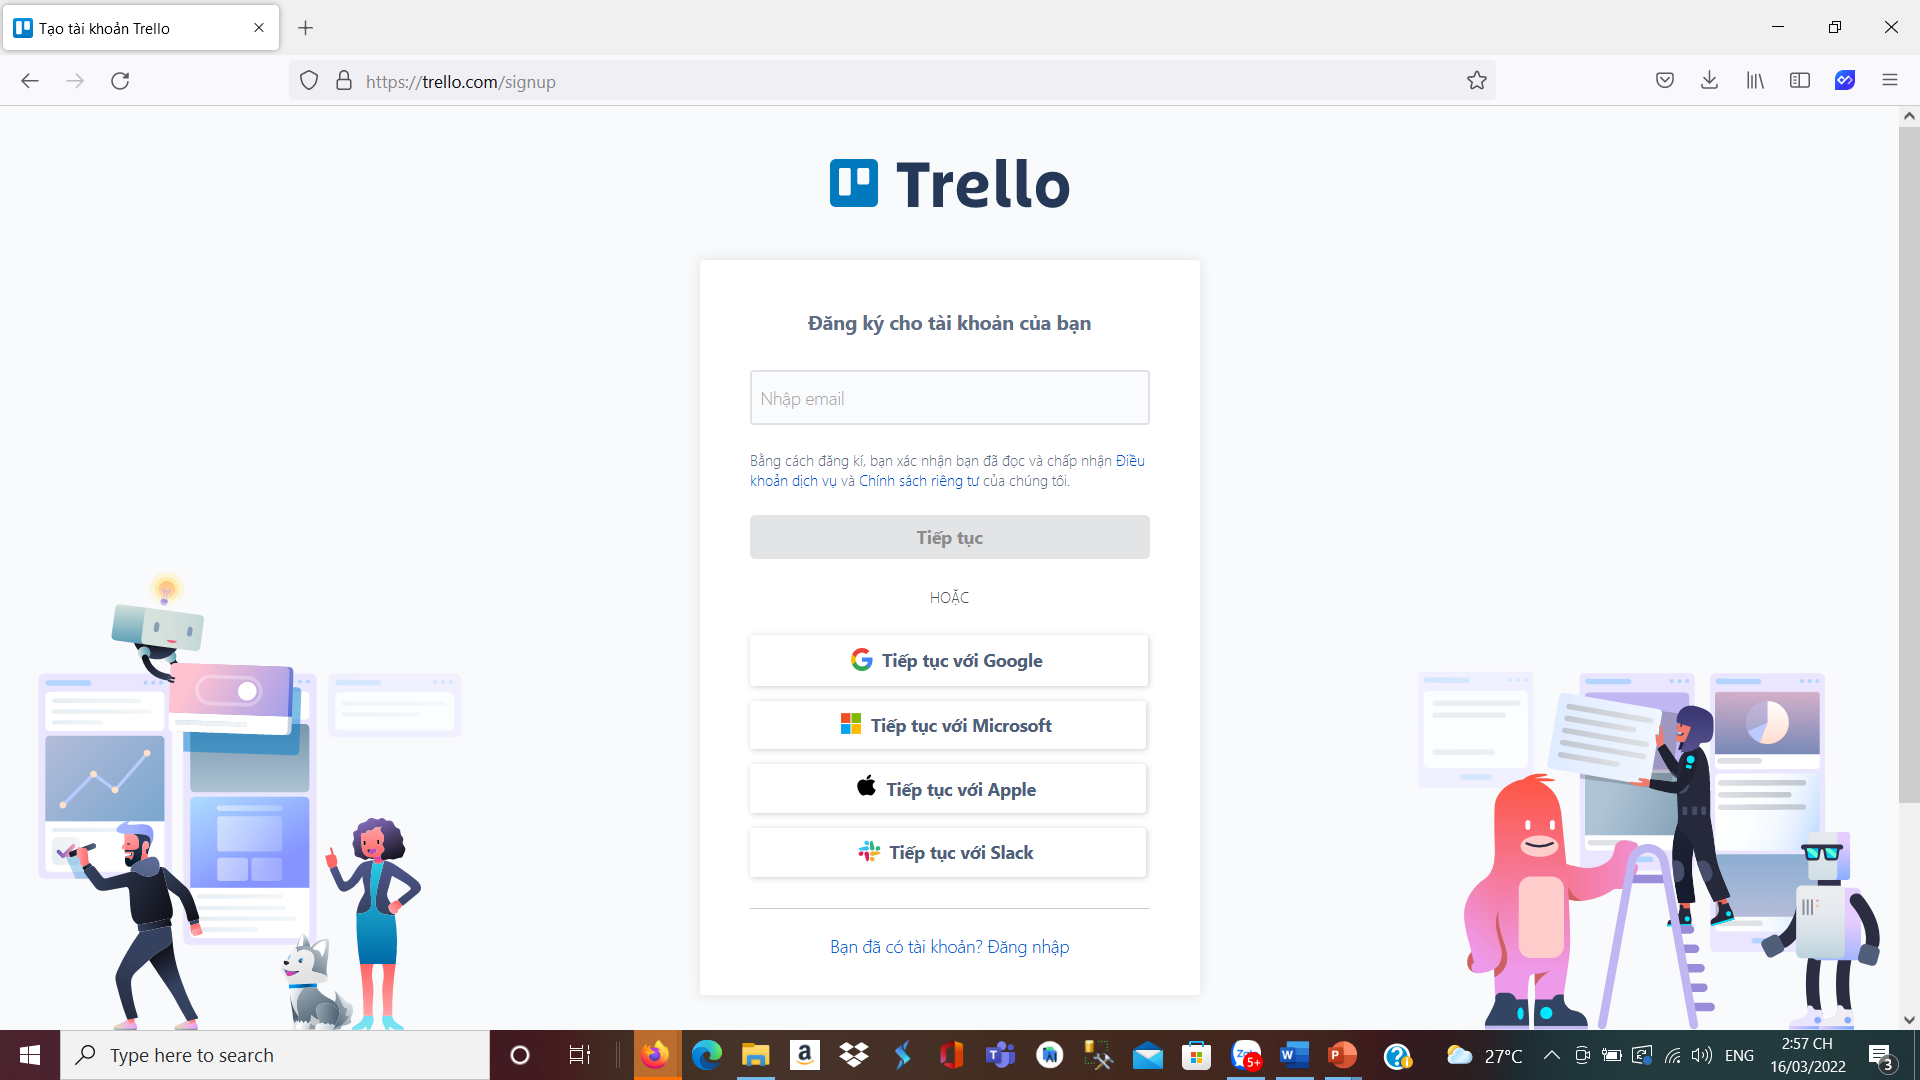 Tạo tài khoản Trello
https://trello.com/signup
Trello
Đăng ký cho tài khoản của bạn
Nhập email
Bằng cách đăng kí, bạn xác nhận bạn đã đọc và chấp nhận Điều
khoản dịch vụ và Chính sách riêng tư của chúng tôi.
Tiếp tục
HOẶC
Tiếp tục với Google
Tiếp tục với Microsoft
Tiếp tục với Apple
Tiếp tục với Slack
Bạn đã có tài khoản? Đăng nhập
Type here to search
5+
27°C
ENG
2:57 CH
16/03/2022
3